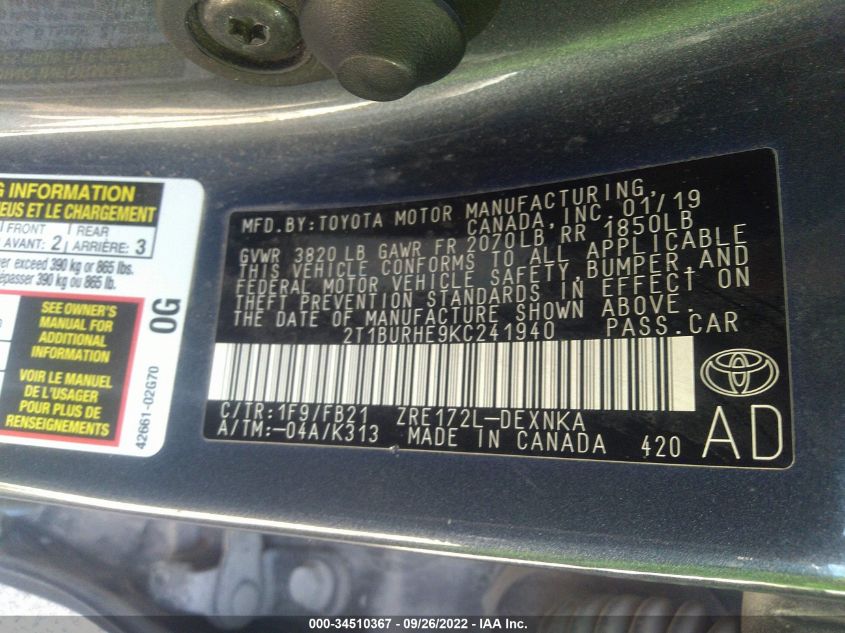 G INFORMATION
EUS ET LE CHARGEMENT
FRONT 2 REAR 3
AVANT: ARRIÈRE:
er exceed 390 kg or 865 lbs.
épasser 390 kg ou 865 lb.
SEE OWNER'S
MANUAL FOR
ADDITIONAL
INFORMATION
VOIR LE MANUEL
DE L'USAGER
POUR PLUS DE
RENSEIGNEMENTS
0G
42661-02G70
MFD.BY:TOYOTA MOTOR MANUFACTURING,
CANADA, INC. 01/19
GVWR 3820LB GAWR FR 2070LB, RR 1850LB
THIS VEHICLE CONFORMS TO ALL APPLICABLE
FEDERAL MOTOR VEHICLE SAFETY, BUMPER, AND
THEFT PREVENTION STANDARDS IN EFFECT ON
THE DATE OF MANUFACTURE SHOWN ABOVE.
2T1BURHE9KC241940 PASS.CAR
C/TR:1F9/FB21 ZRE172L-DEXNKA
A/TM:-04A/K313 MADE IN CANADA 420
AD
000-34510367 - 09/26/2022 - IAA Inc.